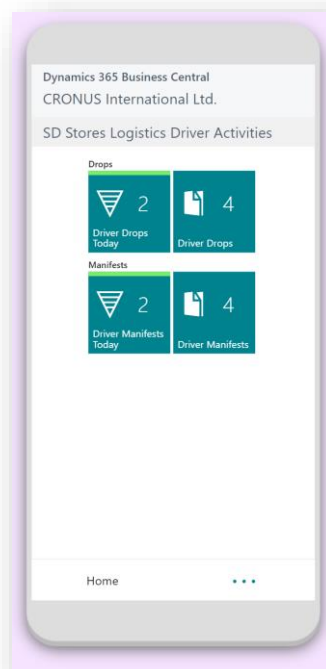 Dynamics 365 Business Central
CRONUS International Ltd.
SD Stores Logistics Driver Activities
Drops
2
Driver Drops
Today
4
Driver Drops
Manifests
2
Driver Manifests
Today
4
Driver Manifests
Home